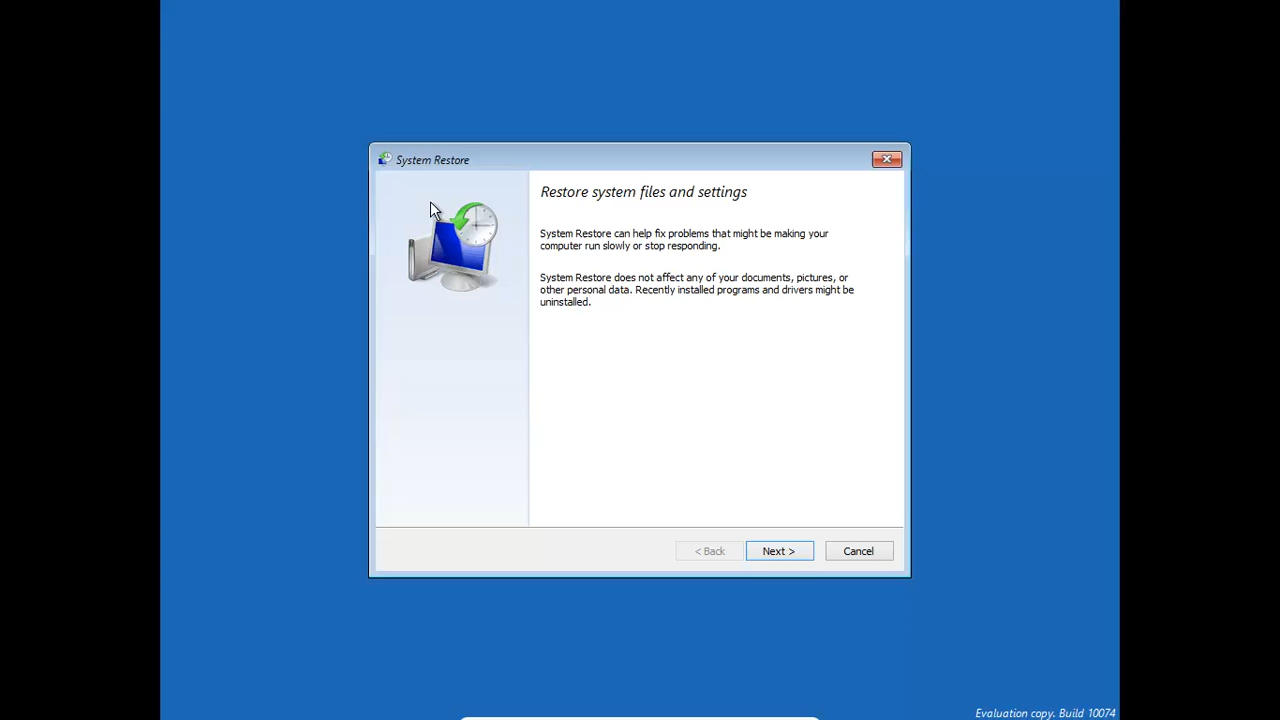 System Restore
Restore system files and settings
System Restore can help fix problems that might be making your
computer run slowly or stop responding.
System Restore does not affect any of your documents, pictures, or
other personal data. Recently installed programs and drivers might be
uninstalled.
< Back
Next >
Cancel
Evaluation copy. Build 10074